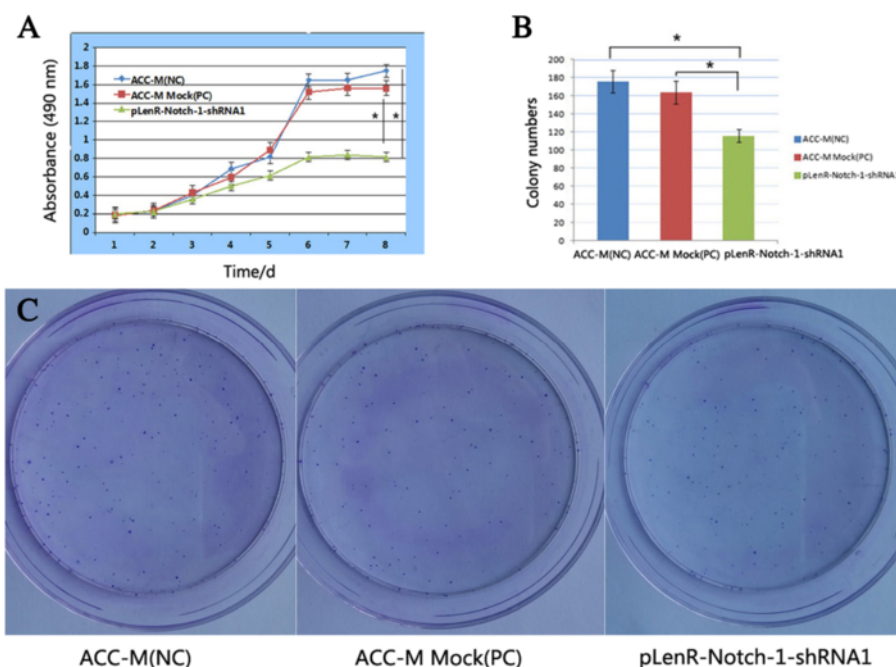 A
Absorbance (490 nm)
2
1.8
1.6
1.4
1.2
1
0.8
0.6
0.4
0.2
0
ACC-M(NC)
ACC-M Mock(PC)
pLenR-Notch-1-shRNA1
*
*
1 2 3 4 5 6 7 8
Time/d
B
Colony numbers
200
180
160
140
120
100
80
60
40
20
0
*
*
ACC-M(NC)
ACC-M Mock(PC)
pLenR-Notch-1-shRNA1
ACC-M(NC) ACC-M Mock(PC) pLenR-Notch-1-shRNA1
C
ACC-M(NC) ACC-M Mock(PC) pLenR-Notch-1-shRNA1